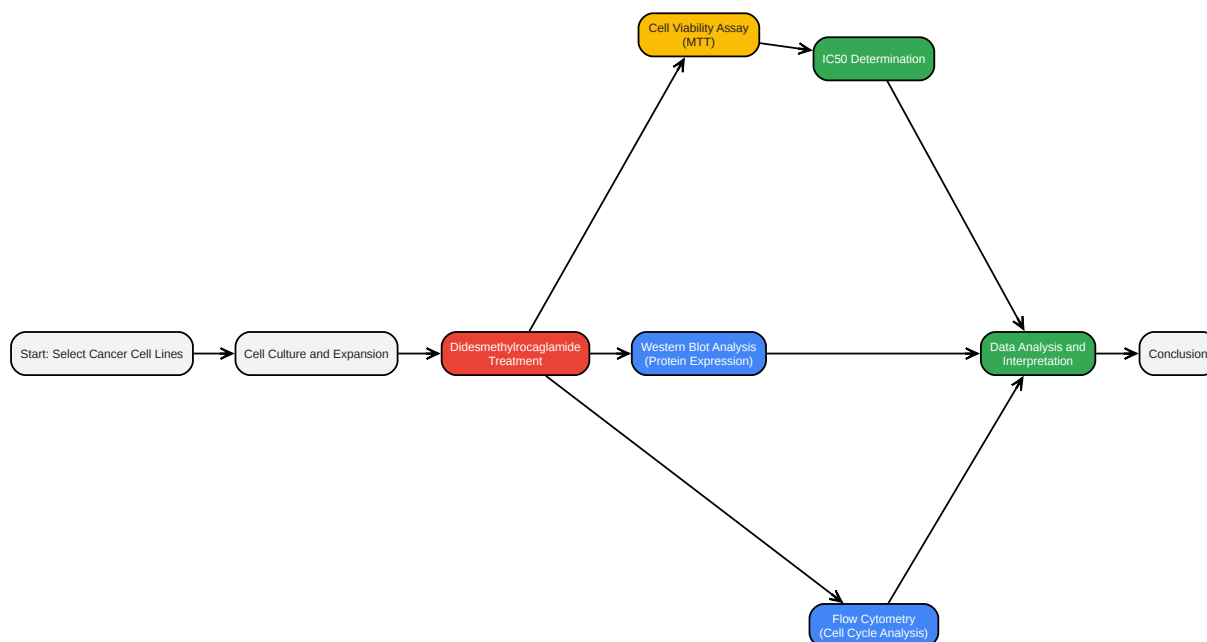 Cell Viability Assay
(MTT)
IC50 Determination
Start: Select Cancer Cell Lines
Cell Culture and Expansion
Didesmethylrocaglamide
Treatment
Western Blot Analysis
(Protein Expression)
Data Analysis and
Interpretation
Conclusion
Flow Cytometry
(Cell Cycle Analysis)